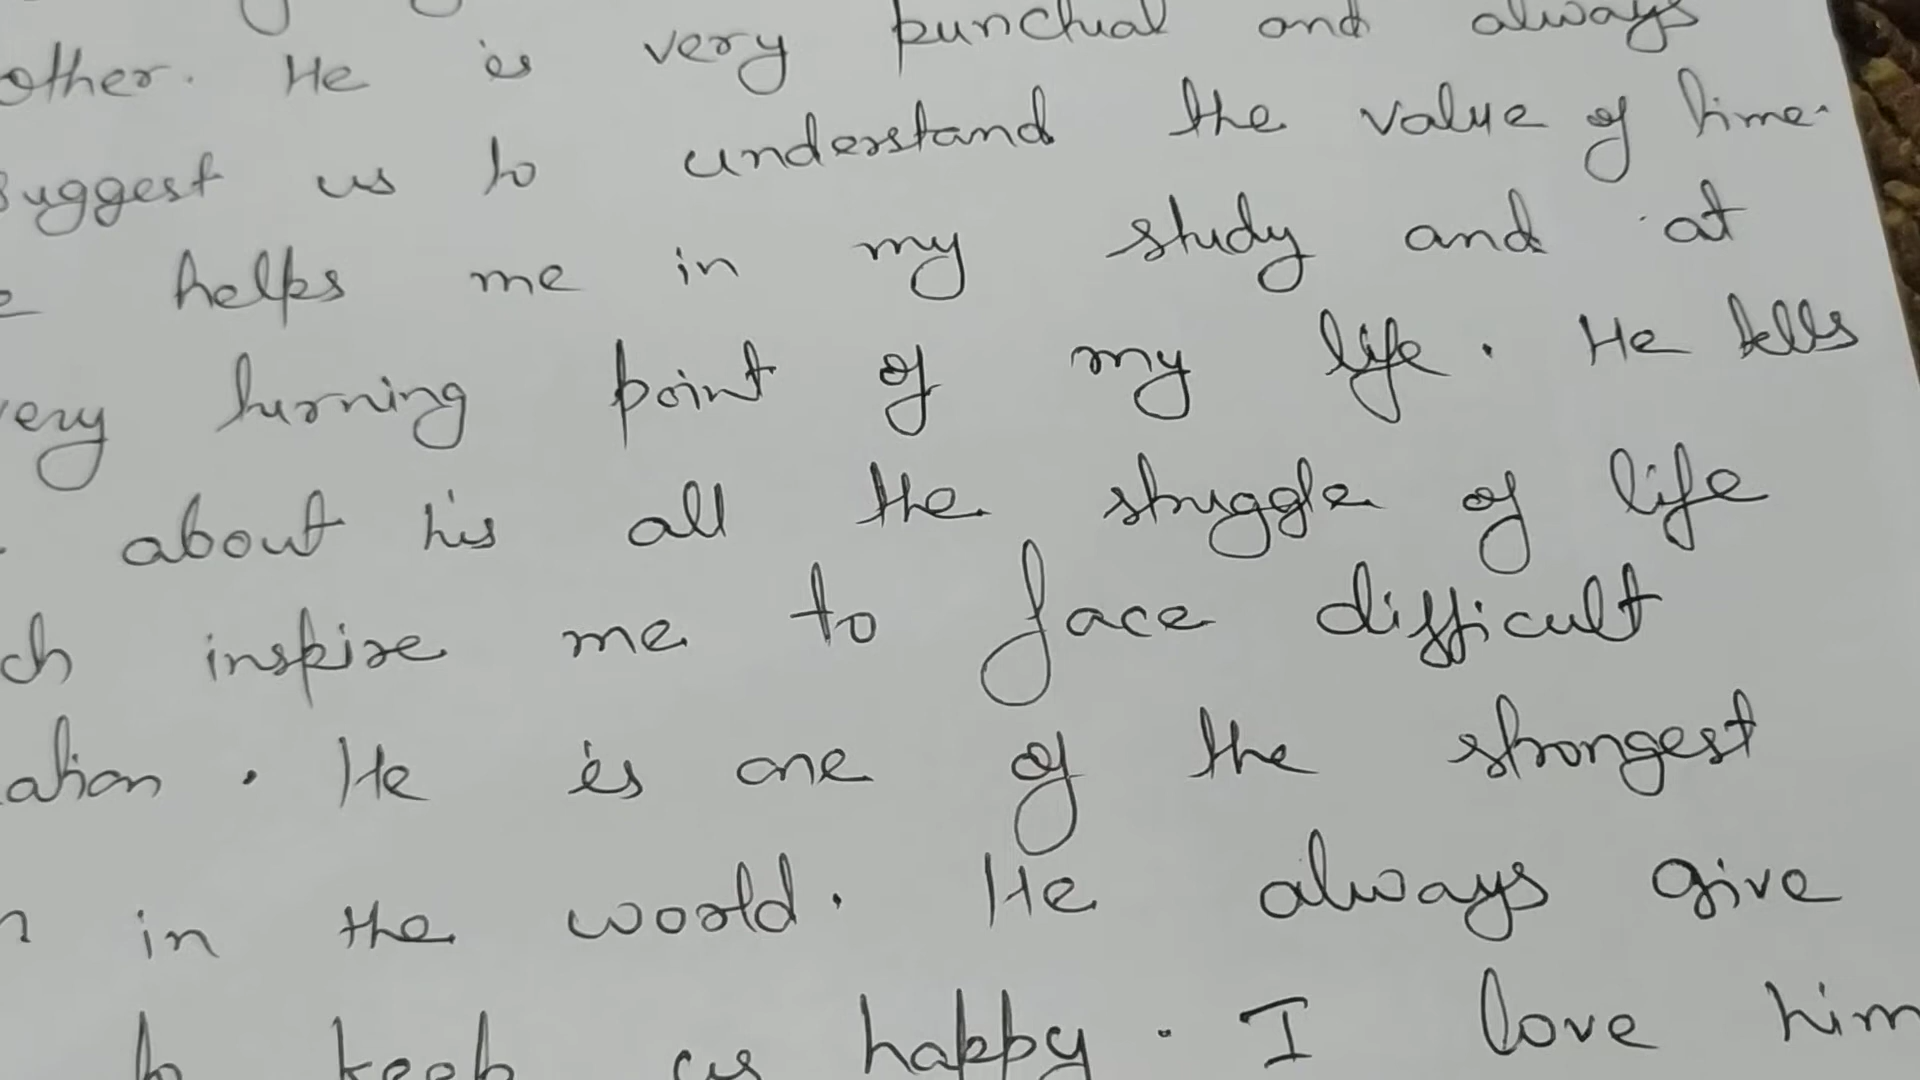 other. He is very punctual and always
suggest us to understand the value of time.
helps me in my study and at
very turning point of my life. He tells
about his all the struggle of life
ch inspire me to face difficult
ation. He is one of the strongest
in the world. He always give
to keep us happy. I love him